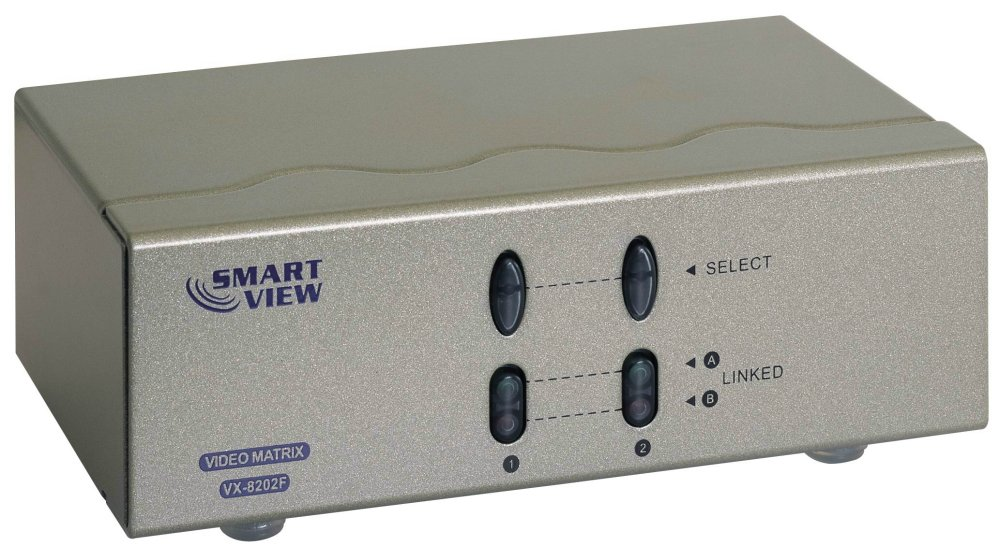 SMART
VIEW
SELECT
A
LINKED
B
VIDEO MATRIX
VX-8202F
1
2